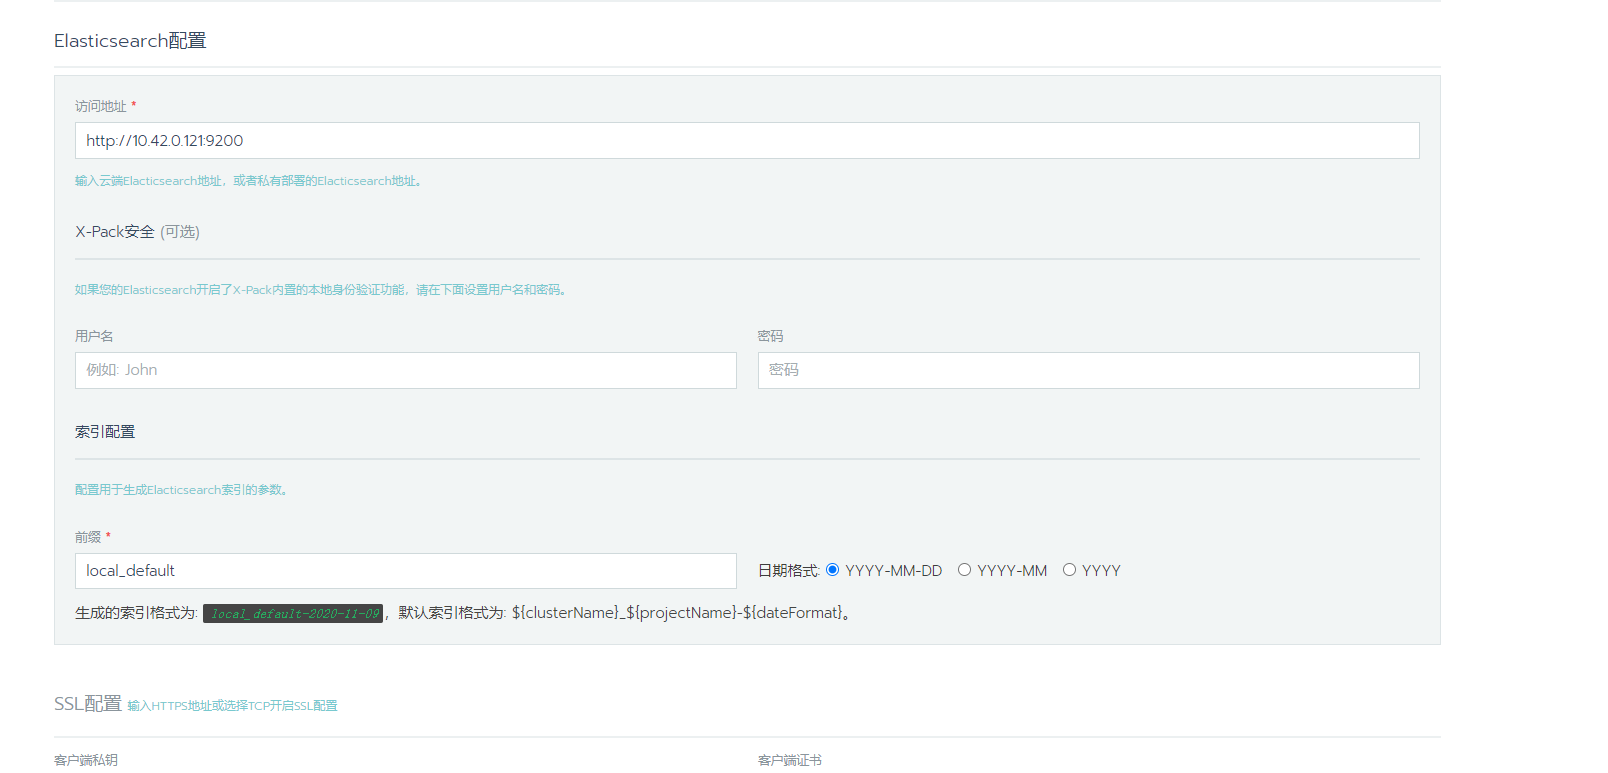 Elasticsearch配置
访问地址 *
http://10.42.0.121:9200
输入云端Elacticsearch地址，或者私有部署的Elacticsearch地址。
X-Pack安全 (可选)
如果您的Elasticsearch开启了X-Pack内置的本地身份验证功能，请在下面设置用户名和密码。
用户名 密码
例如: John 密码
索引配置
配置用于生成Elacticsearch索引的参数。
前缀 *
local_default 日期格式: YYYY-MM-DD YYYY-MM YYYY
生成的索引格式为: local_default-2020-11-09，默认索引格式为: ${clusterName}_${projectName}-${dateFormat}。
SSL配置 输入HTTPS地址或选择TCP开启SSL配置
客户端私钥 客户端证书